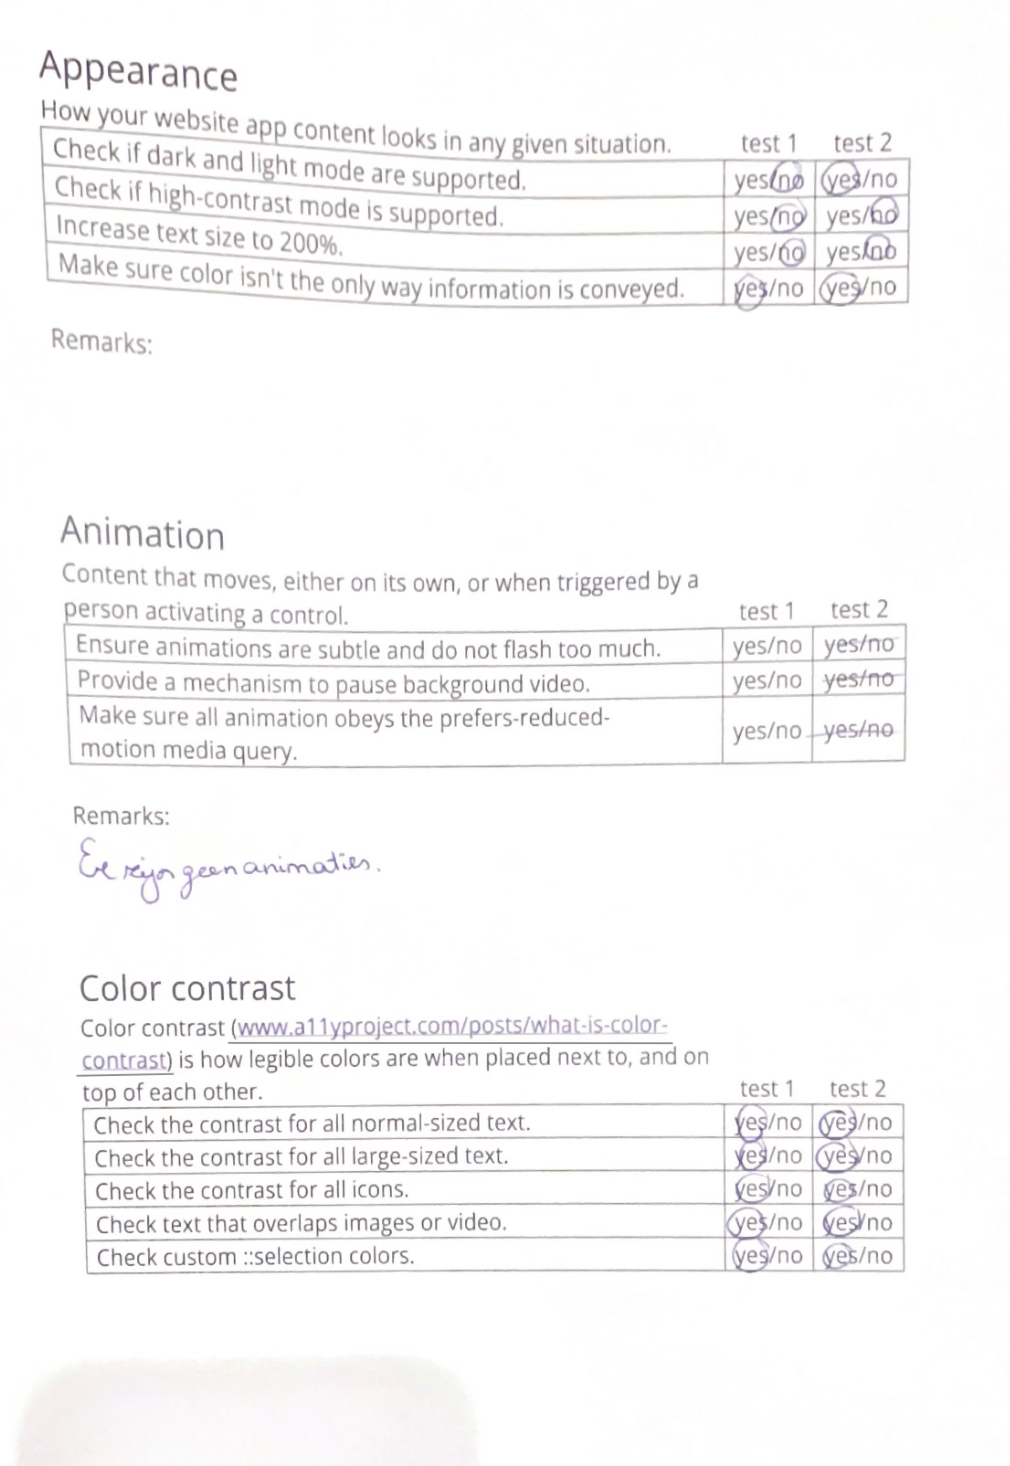 Appearance
How your website app content looks in any given situation. test 1 test 2
Check if dark and light mode are supported. yes/no yes/no
Check if high-contrast mode is supported. yes/no yes/no
Increase text size to 200%. yes/no yes/no
Make sure color isn't the only way information is conveyed. yes/no yes/no
Remarks:
Animation
Content that moves, either on its own, or when triggered by a
person activating a control. test 1 test 2
Ensure animations are subtle and do not flash too much. yes/no yes/no
Provide a mechanism to pause background video. yes/no yes/no
Make sure all animation obeys the prefers-reduced-
motion media query. yes/no yes/no
Remarks:
Er zijn geen animaties.
Color contrast
Color contrast (www.a11yproject.com/posts/what-is-color-
contrast) is how legible colors are when placed next to, and on
top of each other. test 1 test 2
Check the contrast for all normal-sized text. yes/no yes/no
Check the contrast for all large-sized text. yes/no yes/no
Check the contrast for all icons. yes/no yes/no
Check text that overlaps images or video. yes/no yes/no
Check custom ::selection colors. yes/no yes/no